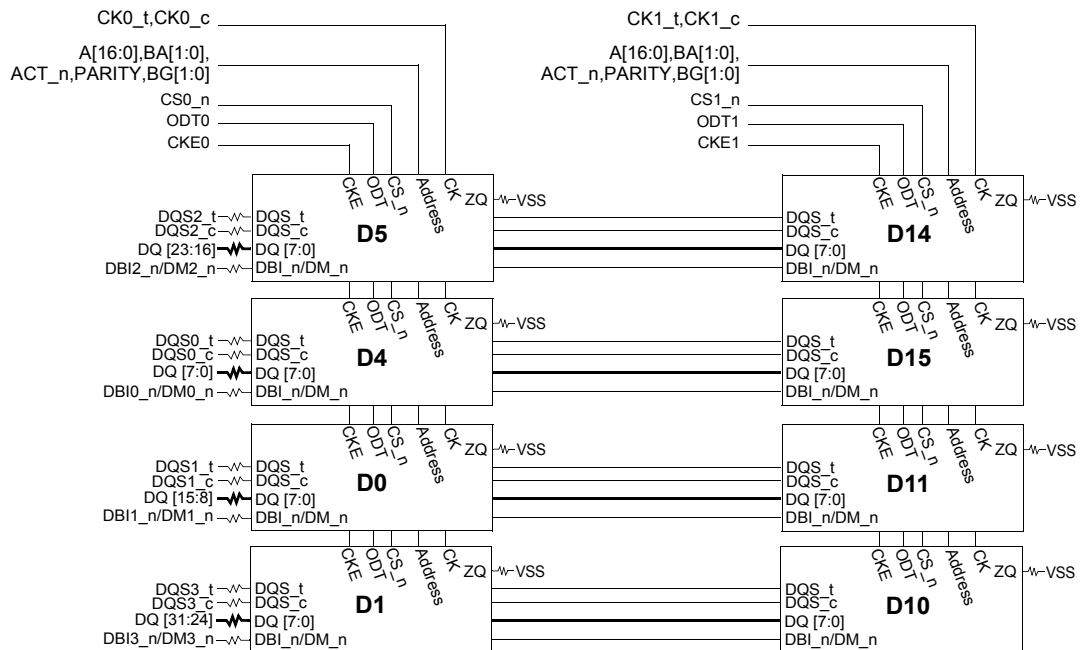 CK0_t,CK0_c
A[16:0],BA[1:0],
ACT_n,PARITY,BG[1:0]
CS0_n
ODT0
CKE0
CK1_t,CK1_c
A[16:0],BA[1:0],
ACT_n,PARITY,BG[1:0]
CS1_n
ODT1
CKE1
CKE
ODT
CS_n
Address
CK
ZQ
VSS
DQS2_t
DQS2_c
DQ [23:16]
DBI2_n/DM2_n
DQS_t
DQS_c
DQ [7:0]
DBI_n/DM_n
D5
CKE
ODT
CS_n
Address
CK
ZQ
VSS
DQS_t
DQS_c
DQ [7:0]
DBI_n/DM_n
D14
CKE
ODT
CS_n
Address
CK
ZQ
VSS
DQS0_t
DQS0_c
DQ [7:0]
DBI0_n/DM0_n
DQS_t
DQS_c
DQ [7:0]
DBI_n/DM_n
D4
CKE
ODT
CS_n
Address
CK
ZQ
VSS
DQS_t
DQS_c
DQ [7:0]
DBI_n/DM_n
D15
CKE
ODT
CS_n
Address
CK
ZQ
VSS
DQS1_t
DQS1_c
DQ [15:8]
DBI1_n/DM1_n
DQS_t
DQS_c
DQ [7:0]
DBI_n/DM_n
D0
CKE
ODT
CS_n
Address
CK
ZQ
VSS
DQS_t
DQS_c
DQ [7:0]
DBI_n/DM_n
D11
CKE
ODT
CS_n
Address
CK
ZQ
VSS
DQS3_t
DQS3_c
DQ [31:24]
DBI3_n/DM3_n
DQS_t
DQS_c
DQ [7:0]
DBI_n/DM_n
D1
CKE
ODT
CS_n
Address
CK
ZQ
VSS
DQS_t
DQS_c
DQ [7:0]
DBI_n/DM_n
D10